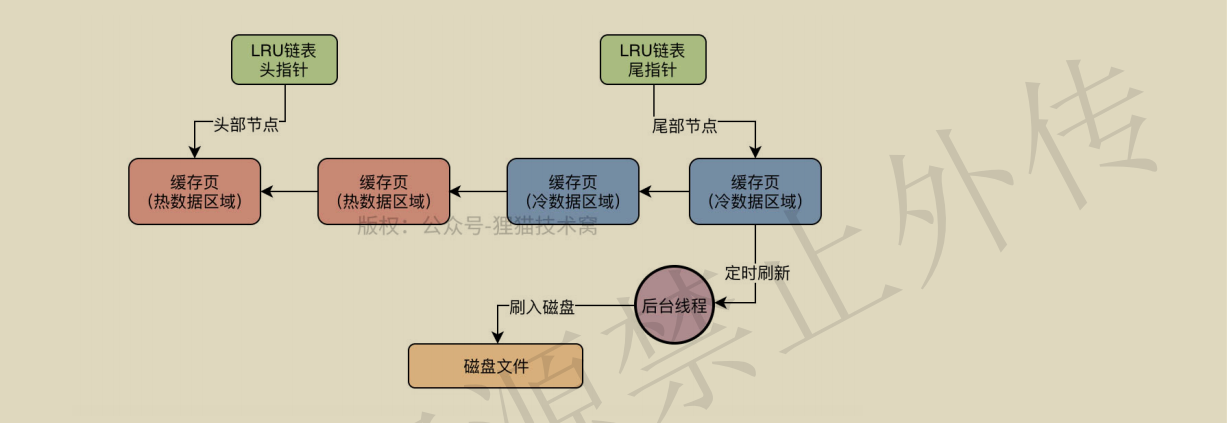 LRU链表
头指针
LRU链表
尾指针
头部节点
尾部节点
缓存页
(热数据区域)
缓存页
(热数据区域)
缓存页
(冷数据区域)
缓存页
(冷数据区域)
版权：公众号-狸猫技术窝
定时刷新
后台线程
刷入磁盘
磁盘文件
源禁止外传